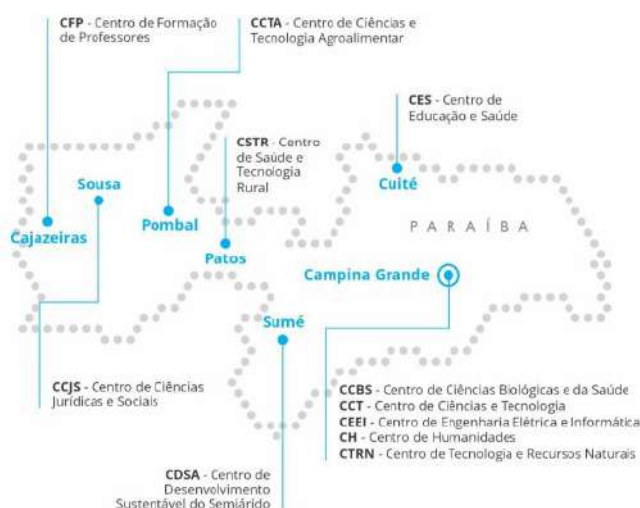 CFP - Centro de Formação
de Professores
CCTA - Centro de Ciências e
Tecnologia Agroalimentar
CES - Centro de
Educação e Saúde
CSTR - Centro
de Saúde e
Tecnologia
Rural
Sousa
Cuité
Cajazeiras
Pombal
PARAÍBA
Patos
Campina Grande
Sumé
CCJS - Centro de Ciências
Jurídicas e Sociais
CCBS - Centro de Ciências Biológicas e da Saúde
CCT - Centro de Ciências e Tecnologia
CEEI - Centro de Engenharia Elétrica e Informática
CH - Centro de Humanidades
CTRN - Centro de Tecnologia e Recursos Naturais
CDSA - Centro de
Desenvolvimento
Sustentável do Semiárido